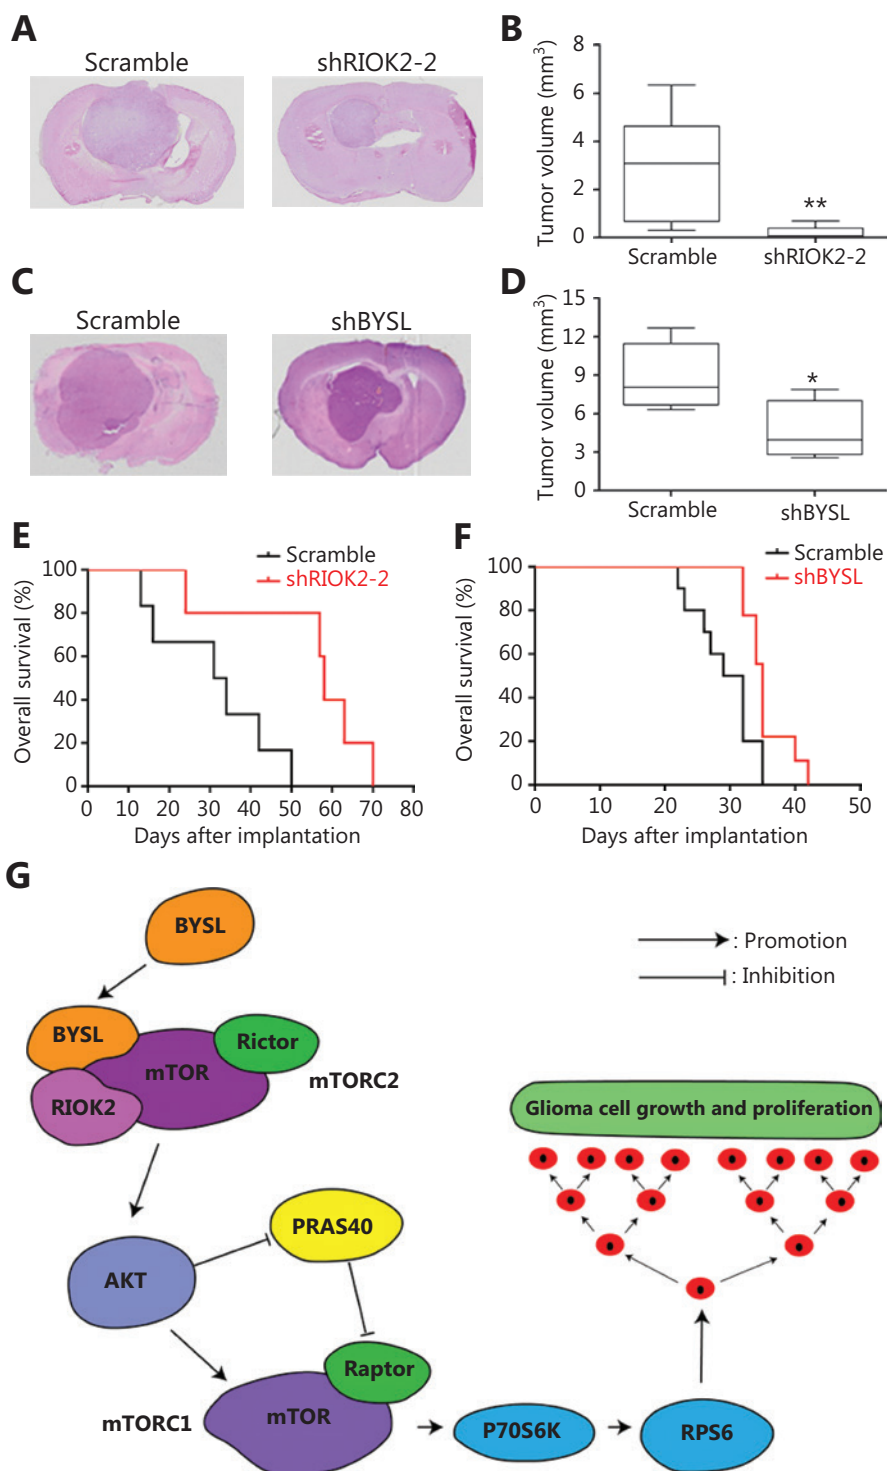 A
Scramble
shRIOK2-2
B
Tumor volume (mm³)
8
6
4
2
0
**
Scramble
shRIOK2-2
C
Scramble
shBYSL
D
Tumor volume (mm³)
15
12
9
6
3
0
*
Scramble
shBYSL
E
Scramble
shRIOK2-2
Overall survival (%)
100
80
60
40
20
0
0 10 20 30 40 50 60 70 80
Days after implantation
F
Scramble
shBYSL
Overall survival (%)
100
80
60
40
20
0
0 10 20 30 40 50
Days after implantation
G
BYSL
: Promotion
: Inhibition
BYSL
Rictor
mTOR
mTORC2
RIOK2
Glioma cell growth and proliferation
PRAS40
AKT
Raptor
mTORC1
mTOR
P70S6K
RPS6